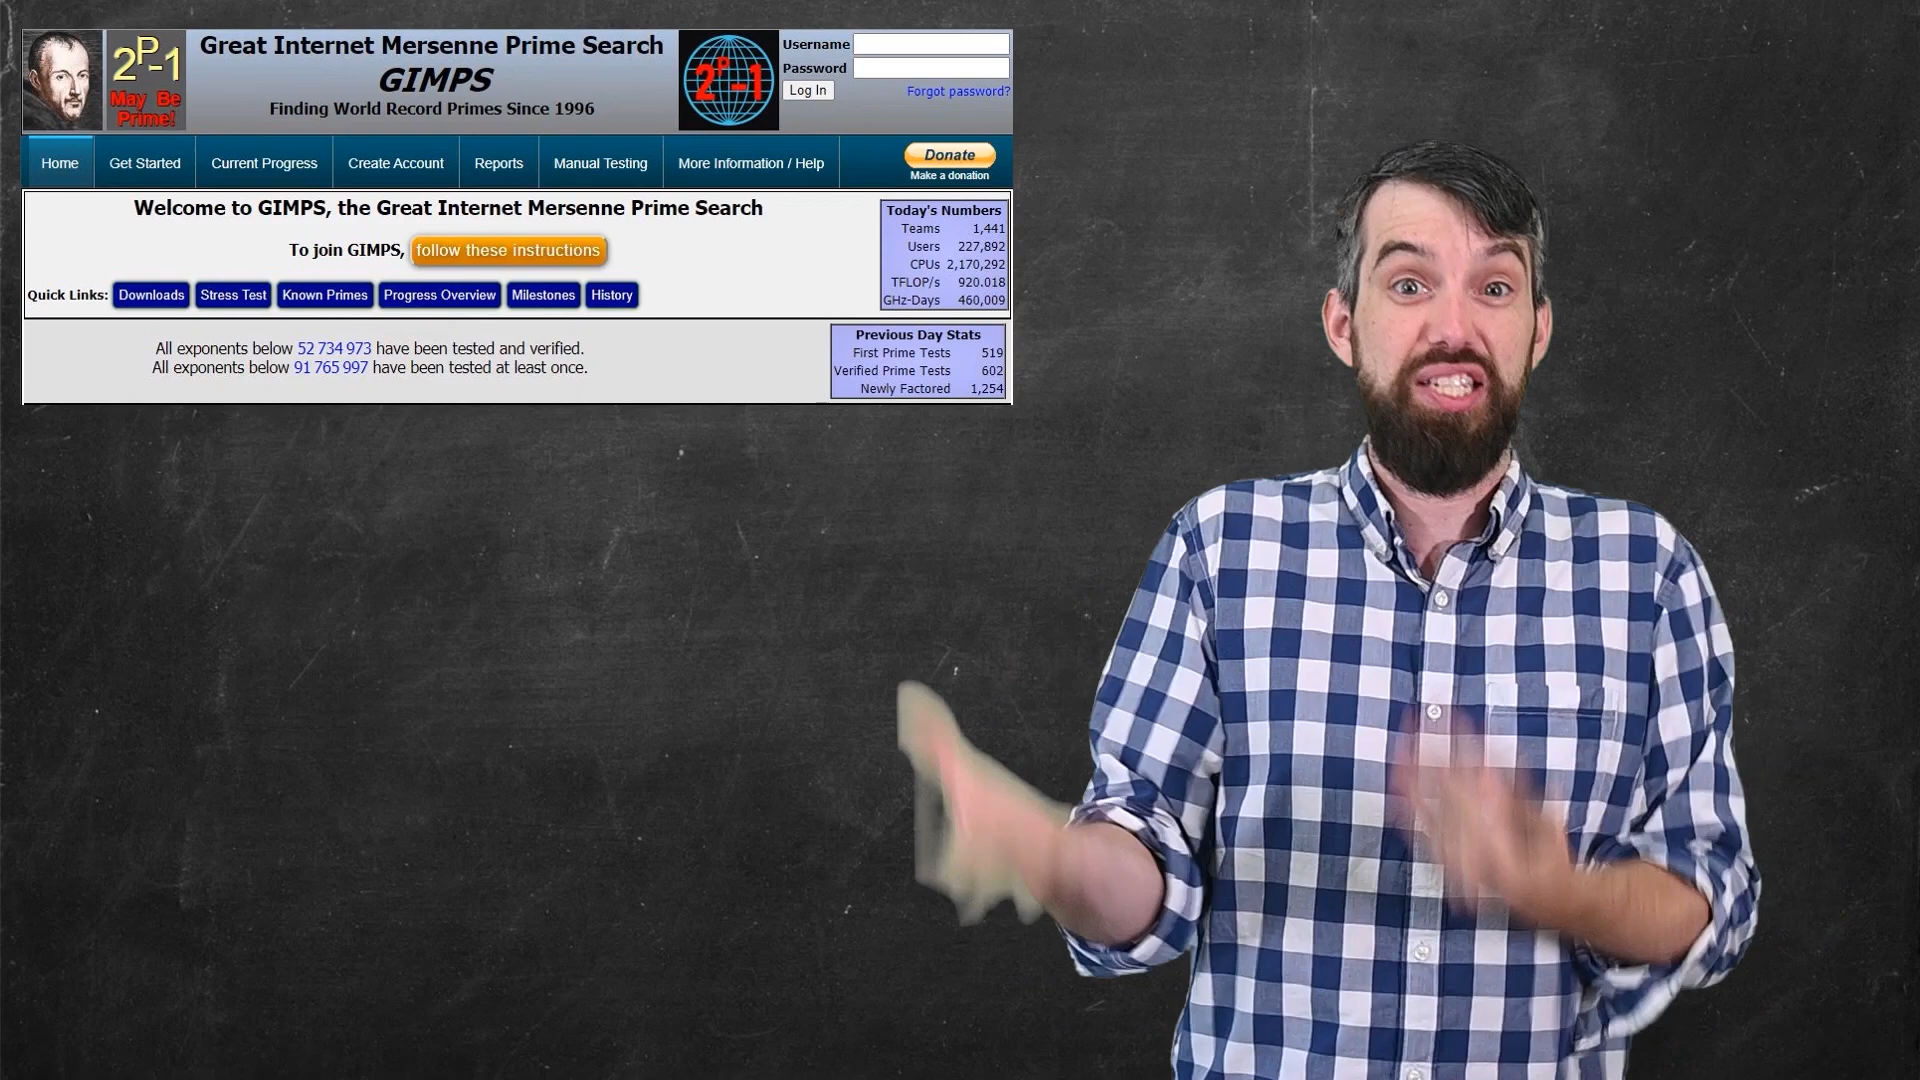 2^P-1
May Be
Prime!
Great Internet Mersenne Prime Search
GIMPS
Finding World Record Primes Since 1996
2^P-1
Username
Password
Log In
Forgot password?
Home
Get Started
Current Progress
Create Account
Reports
Manual Testing
More Information / Help
Donate
Make a donation
Welcome to GIMPS, the Great Internet Mersenne Prime Search
To join GIMPS, follow these instructions
Quick Links: Downloads Stress Test Known Primes Progress Overview Milestones History
Today's Numbers
Teams 1,441
Users 227,892
CPUs 2,170,292
TFLOP/s 920.018
GHz-Days 460,009
All exponents below 52 734 973 have been tested and verified.
All exponents below 91 765 997 have been tested at least once.
Previous Day Stats
First Prime Tests 519
Verified Prime Tests 602
Newly Factored 1,254